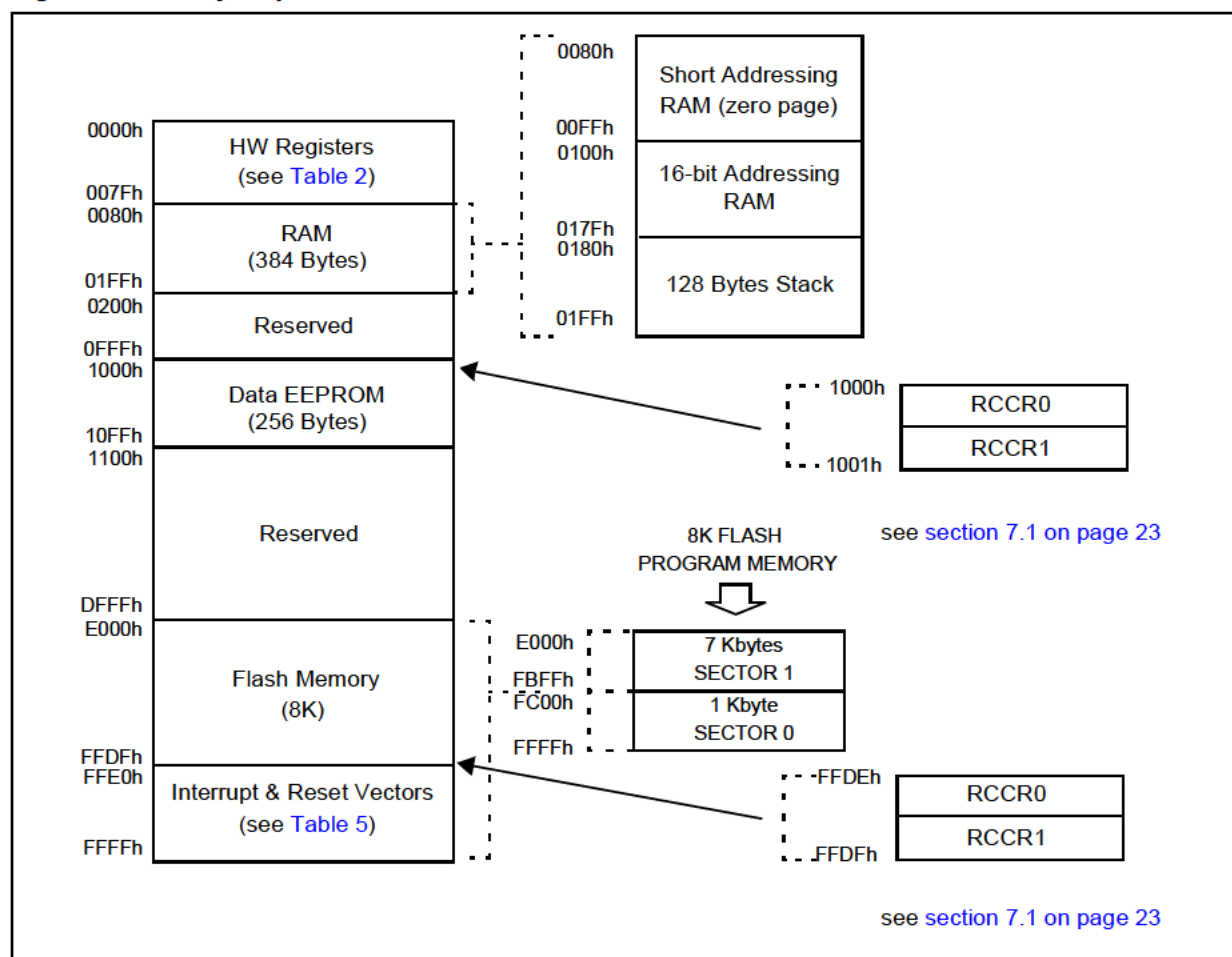 0000h
HW Registers
(see Table 2)
007Fh
0080h
RAM
(384 Bytes)
01FFh
0200h
Reserved
0FFFh
1000h
Data EEPROM
(256 Bytes)
10FFh
1100h
Reserved
DFFFh
E000h
Flash Memory
(8K)
FFDFh
FFE0h
Interrupt & Reset Vectors
(see Table 5)
FFFFh
0080h
Short Addressing
RAM (zero page)
00FFh
0100h
16-bit Addressing
RAM
017Fh
0180h
128 Bytes Stack
01FFh
1000h
RCCR0
RCCR1
1001h
see section 7.1 on page 23
8K FLASH
PROGRAM MEMORY
E000h
7 Kbytes
SECTOR 1
FBFFh
FC00h
1 Kbyte
SECTOR 0
FFFFh
FFDEh
RCCR0
RCCR1
FFDFh
see section 7.1 on page 23